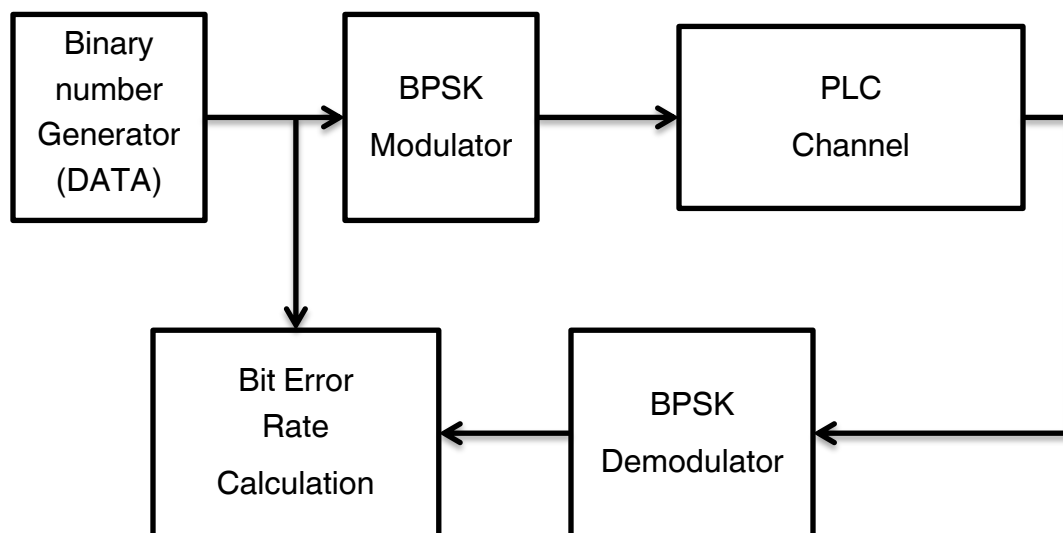 Binary
number
Generator
(DATA)
BPSK
Modulator
PLC
Channel
Bit Error
Rate
Calculation
BPSK
Demodulator